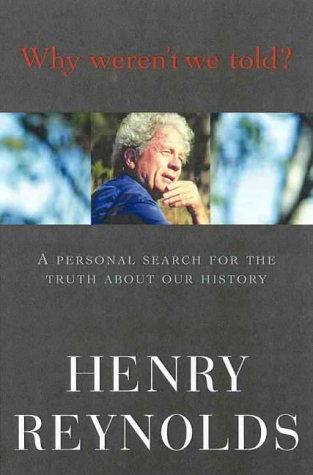 Why weren't we told?
A PERSONAL SEARCH FOR THE
TRUTH ABOUT OUR HISTORY
HENRY
REYNOLDS